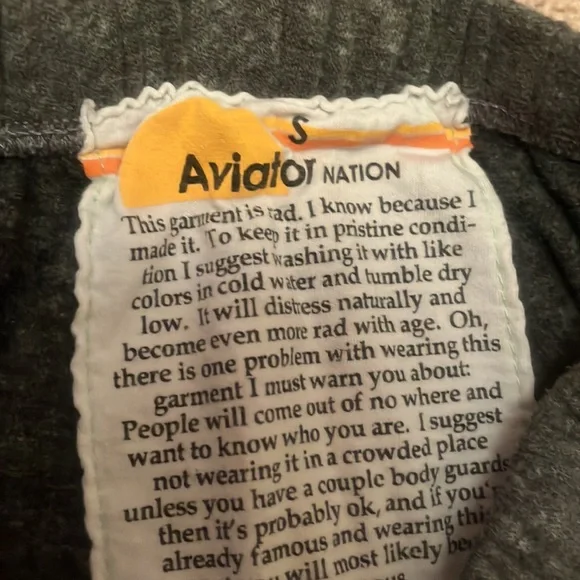 S
Aviator NATION
This garment is rad. I know because I
made it. To keep it in pristine condi-
tion I suggest washing it with like
colors in cold water and tumble dry
low. It will distress naturally and
become even more rad with age. Oh,
there is one problem with wearing this
garment I must warn you about:
People will come out of no where and
want to know who you are. I suggest
not wearing it in a crowded place
unless you have a couple body guards
then it's probably ok, and if you'
already famous and wearing this
will most likely